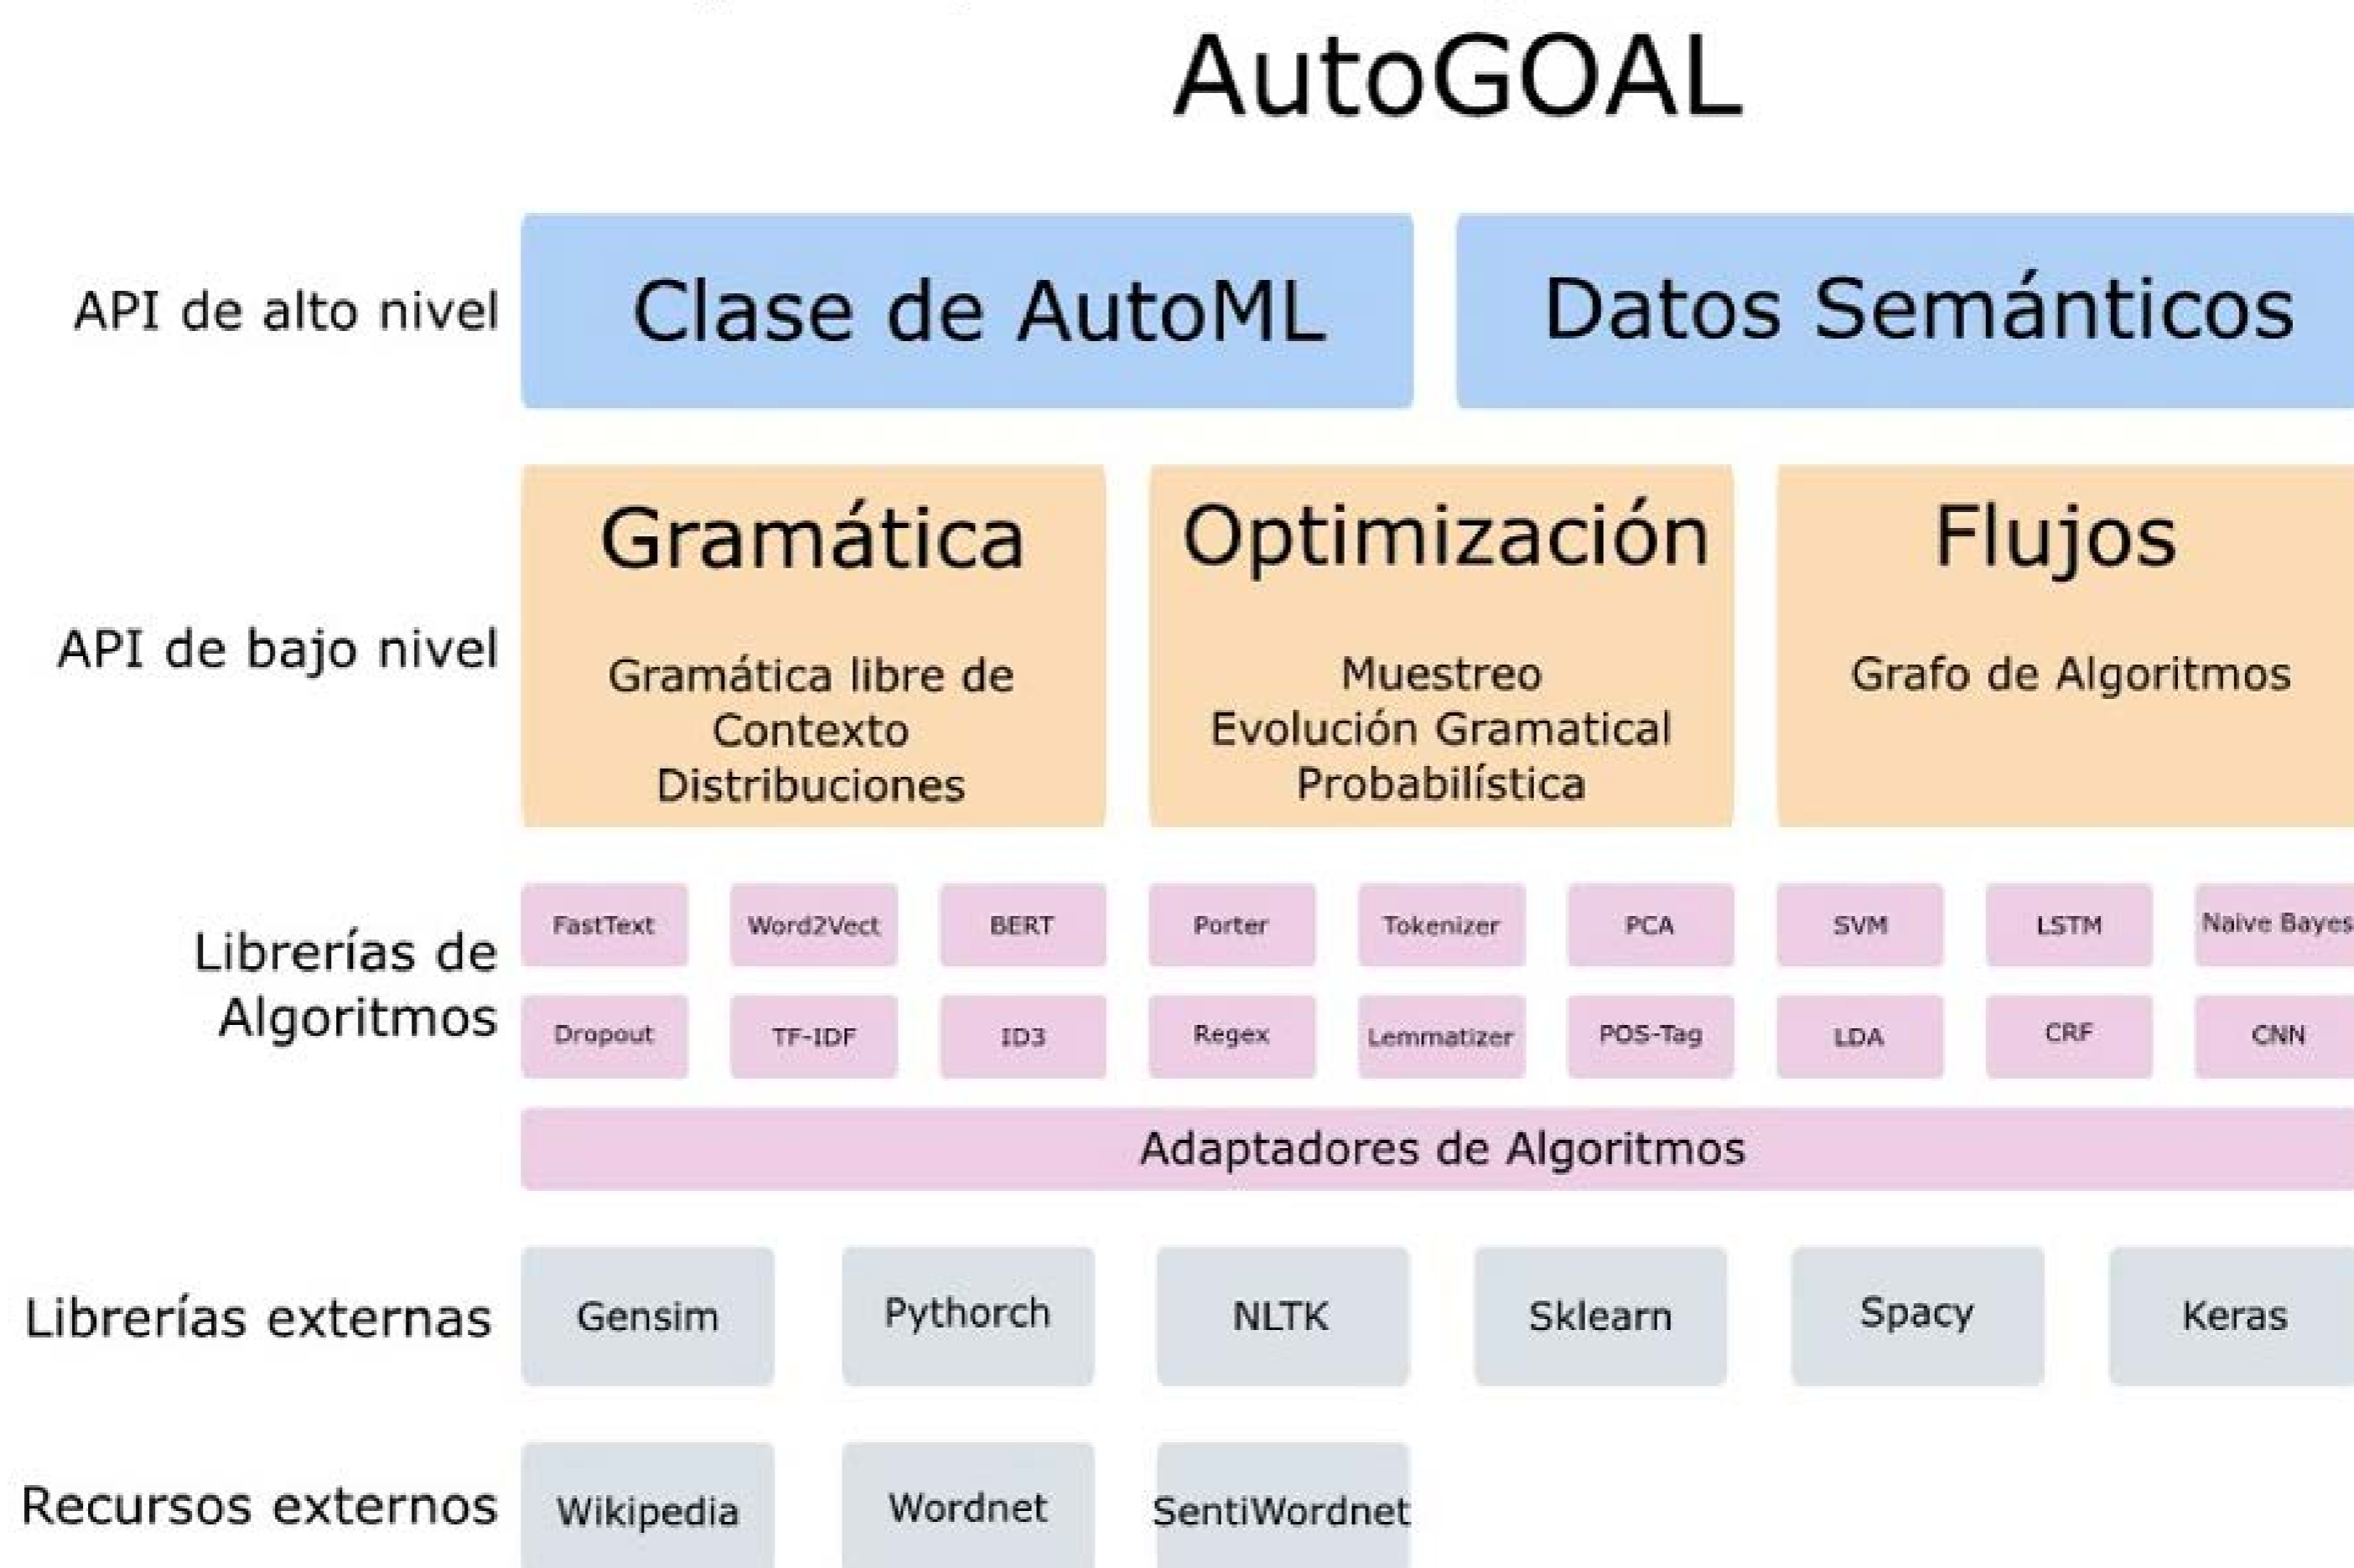 AutoGOAL
API de alto nivel
Clase de AutoML
Datos Semánticos
API de bajo nivel
Gramática
Gramática libre de
Contexto
Distribuciones
Optimización
Muestreo
Evolución Gramatical
Probabilística
Flujos
Grafo de Algoritmos
Librerías de
Algoritmos
FastText
Word2Vect
BERT
Porter
Tokenizer
PCA
SVM
LSTM
Naive Bayes
Dropout
TF-IDF
ID3
Regex
Lemmatizer
POS-Tag
LDA
CRF
CNN
Adaptadores de Algoritmos
Librerías externas
Gensim
Pythorch
NLTK
Sklearn
Spacy
Keras
Recursos externos
Wikipedia
Wordnet
SentiWordnet